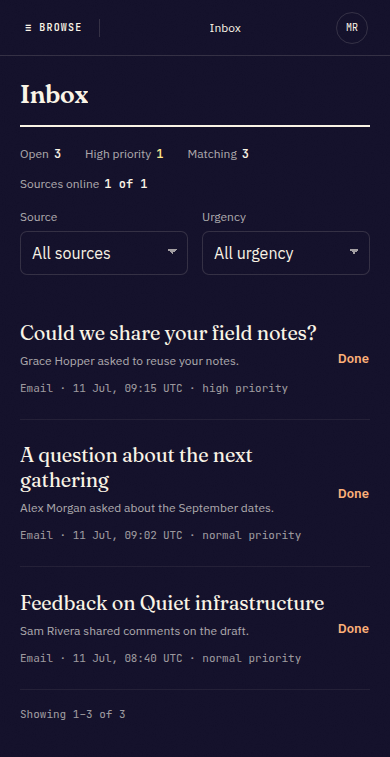 ≡ BROWSE
Inbox
MR
Inbox
Open 3 High priority 1 Matching 3
Sources online 1 of 1
Source Urgency
All sources All urgency
Could we share your field notes?
Grace Hopper asked to reuse your notes.
Done
Email · 11 Jul, 09:15 UTC · high priority
A question about the next
gathering
Done
Alex Morgan asked about the September dates.
Email · 11 Jul, 09:02 UTC · normal priority
Feedback on Quiet infrastructure
Sam Rivera shared comments on the draft.
Done
Email · 11 Jul, 08:40 UTC · normal priority
Showing 1–3 of 3